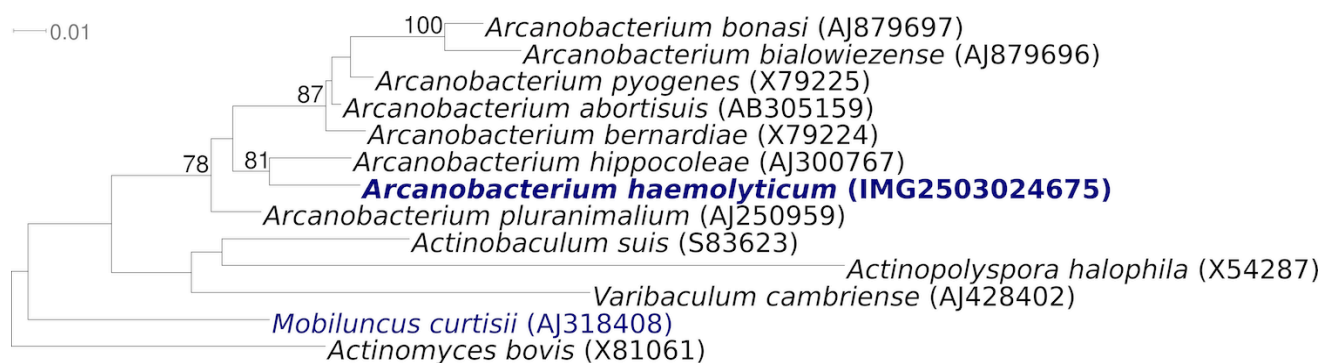 0.01
100
Arcanobacterium bonasi (AJ879697)
Arcanobacterium bialowiezense (AJ879696)
Arcanobacterium pyogenes (X79225)
87
Arcanobacterium abortisuis (AB305159)
Arcanobacterium bernardiae (X79224)
78
81
Arcanobacterium hippocoleae (AJ300767)
Arcanobacterium haemolyticum (IMG2503024675)
Arcanobacterium pluranimalium (AJ250959)
Actinobaculum suis (S83623)
Actinopolyspora halophila (X54287)
Varibaculum cambriense (AJ428402)
Mobiluncus curtisii (AJ318408)
Actinomyces bovis (X81061)